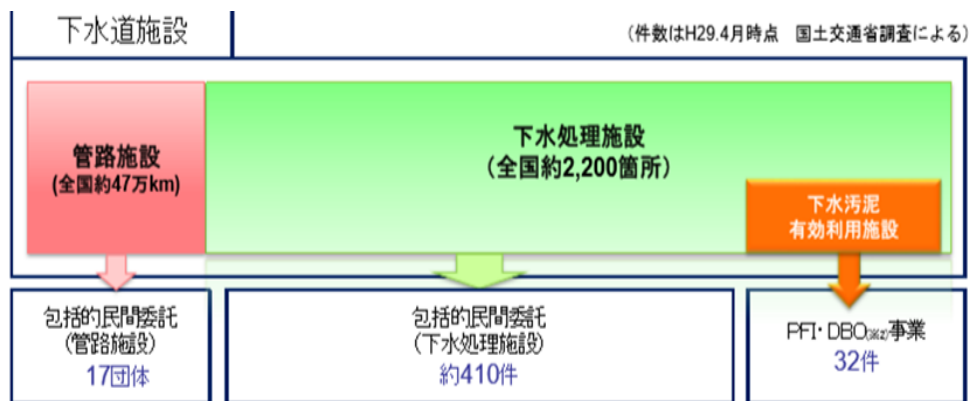 下水道施設
(件数はH29.4月時点　国土交通省調査による)
管路施設
(全国約47万km)
下水処理施設
(全国約2,200箇所)
下水汚泥
有効利用施設
包括的民間委託
(管路施設)
17団体
包括的民間委託
(下水処理施設)
約410件
PFI・DBO(※2)事業
32件